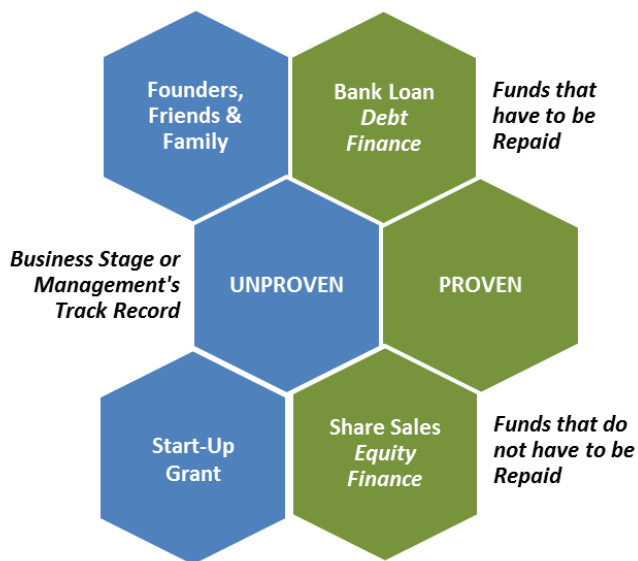 Founders,
Friends &
Family
Bank Loan
Debt
Finance
Funds that
have to be
Repaid
Business Stage or
Management's
Track Record
UNPROVEN
PROVEN
Start-Up
Grant
Share Sales
Equity
Finance
Funds that do
not have to be
Repaid